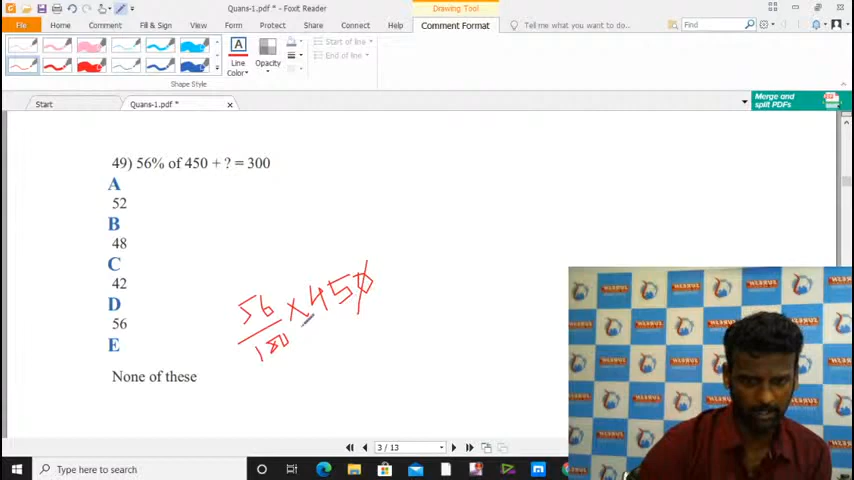 Quans-1.pdf * - Foxt Reader
Drawing Tool
File
Home
Comment
View
Form
Protect
Share
Connect
Help
Comment Format
Tell me what you want to do...
Find
Line Color
Opacity
Start of line
End of line
Shape Style
Start
Quans-1.pdf *
Merge and split PDFs
49) 56% of 450 + ? = 300
A
52
B
48
C
42
D
56
E
None of these
56
× 450
100
3 / 13
Type here to search